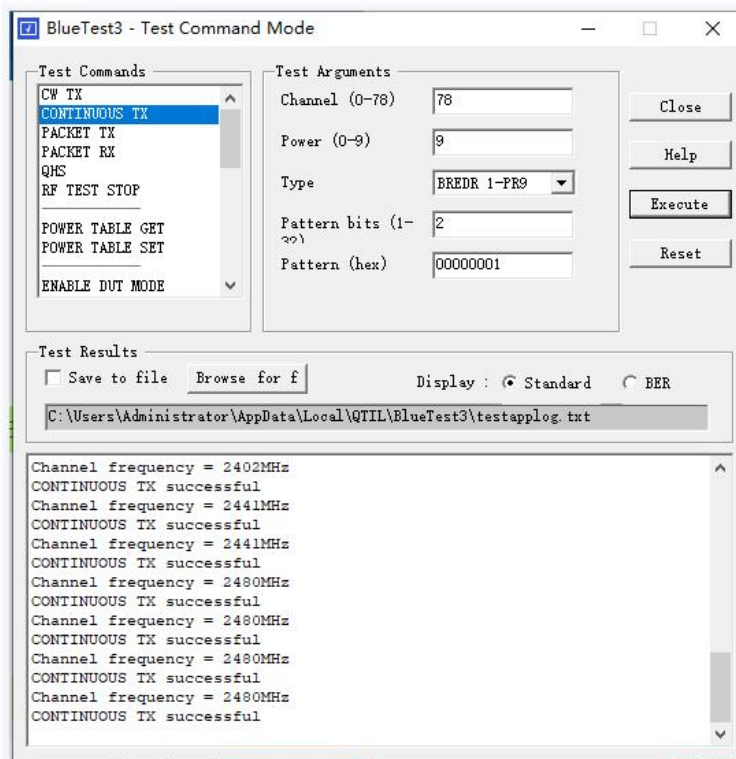 BlueTest3 - Test Command Mode
Test Commands
CW TX
CONTINUOUS TX
PACKET TX
PACKET RX
QHS
RF TEST STOP
POWER TABLE GET
POWER TABLE SET
ENABLE DUT MODE
Test Arguments
Channel (0-78) 78
Power (0-9) 9
Type BREDR 1-PR9
Pattern bits (1-
32) 2
Pattern (hex) 00000001
Close
Help
Execute
Reset
Test Results
Save to file Browse for f Display : Standard BER
C:\Users\Administrator\AppData\Local\QTIL\BlueTest3\testapplog.txt
Channel frequency = 2402MHz
CONTINUOUS TX successful
Channel frequency = 2441MHz
CONTINUOUS TX successful
Channel frequency = 2441MHz
CONTINUOUS TX successful
Channel frequency = 2480MHz
CONTINUOUS TX successful
Channel frequency = 2480MHz
CONTINUOUS TX successful
Channel frequency = 2480MHz
CONTINUOUS TX successful
Channel frequency = 2480MHz
CONTINUOUS TX successful